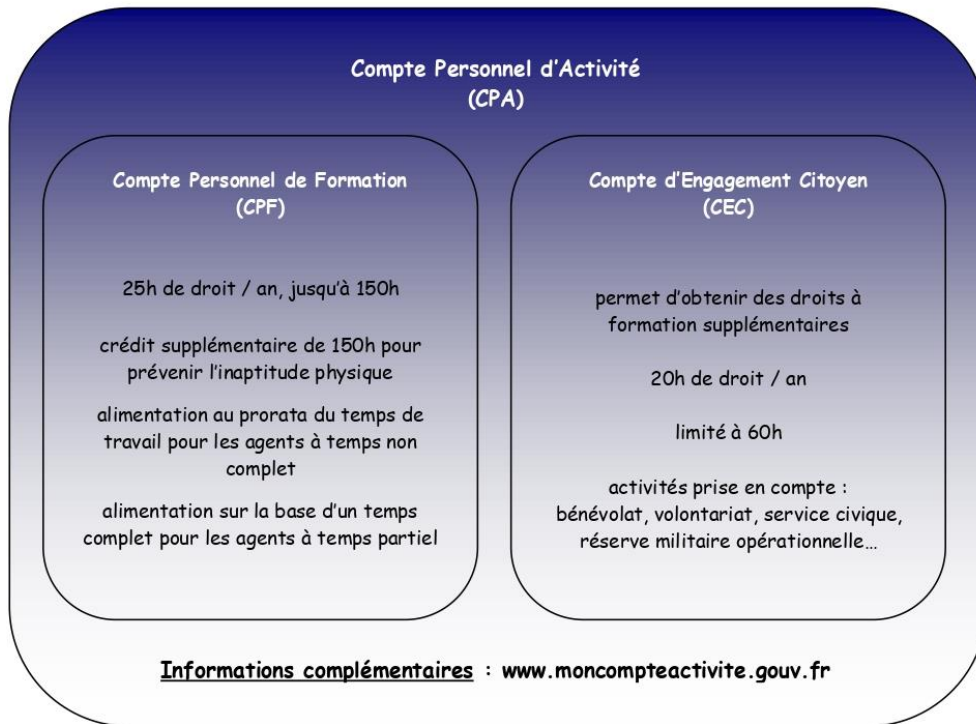 Compte Personnel d'Activité
(CPA)
Compte Personnel de Formation
(CPF)
25h de droit / an, jusqu'à 150h
crédit supplémentaire de 150h pour
prévenir l'inaptitude physique
alimentation au prorata du temps de
travail pour les agents à temps non
complet
alimentation sur la base d'un temps
complet pour les agents à temps partiel
Compte d'Engagement Citoyen
(CEC)
permet d'obtenir des droits à
formation supplémentaires
20h de droit / an
limité à 60h
activités prise en compte :
bénévolat, volontariat, service civique,
réserve militaire opérationnelle…
Informations complémentaires : www.moncompteactivite.gouv.fr